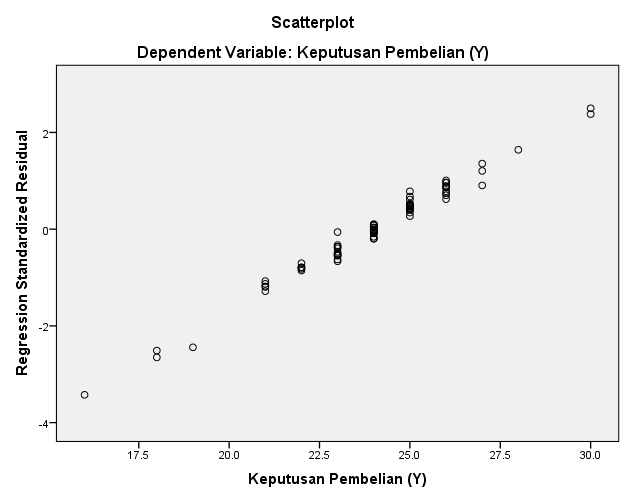 Scatterplot
Dependent Variable: Keputusan Pembelian (Y)
Regression Standardized Residual
2
0
-2
-4
17.5 20.0 22.5 25.0 27.5 30.0
Keputusan Pembelian (Y)